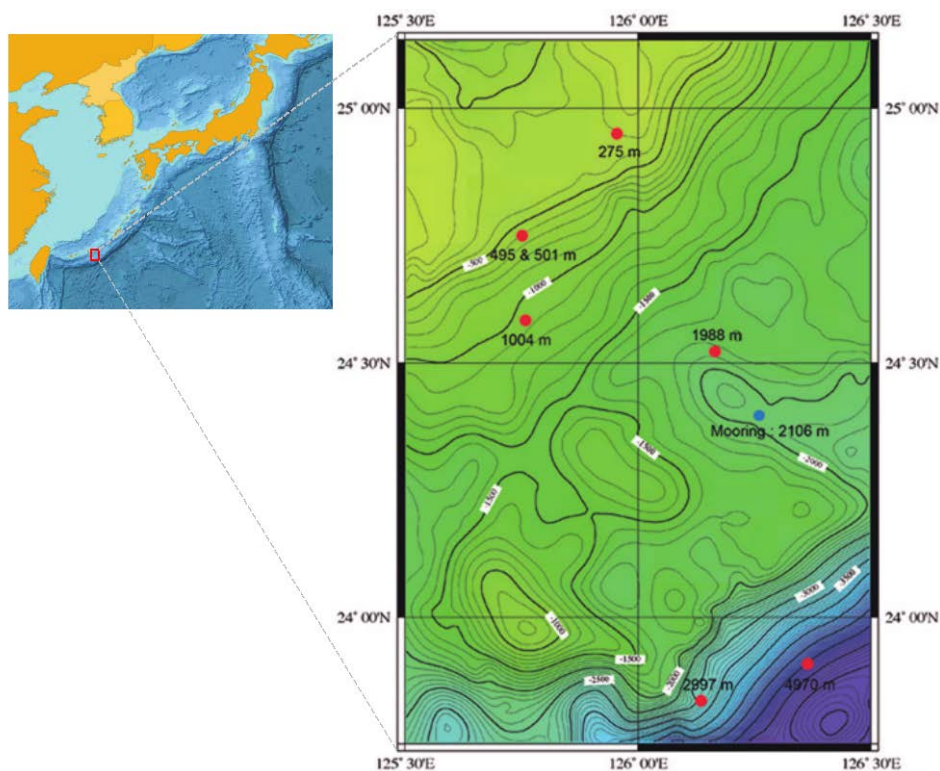 125° 30'E
126° 00'E
126° 30'E
25° 00'N
25° 00'N
275 m
495 & 501 m
-500
-1000
-1500
1004 m
1988 m
24° 30'N
24° 30'N
Mooring : 2106 m
-1500
-2000
-1500
-3000
-3500
24° 00'N
24° 00'N
-1000
-1500
-2500
-2000
2997 m
4970 m
125° 30'E
126° 00'E
126° 30'E